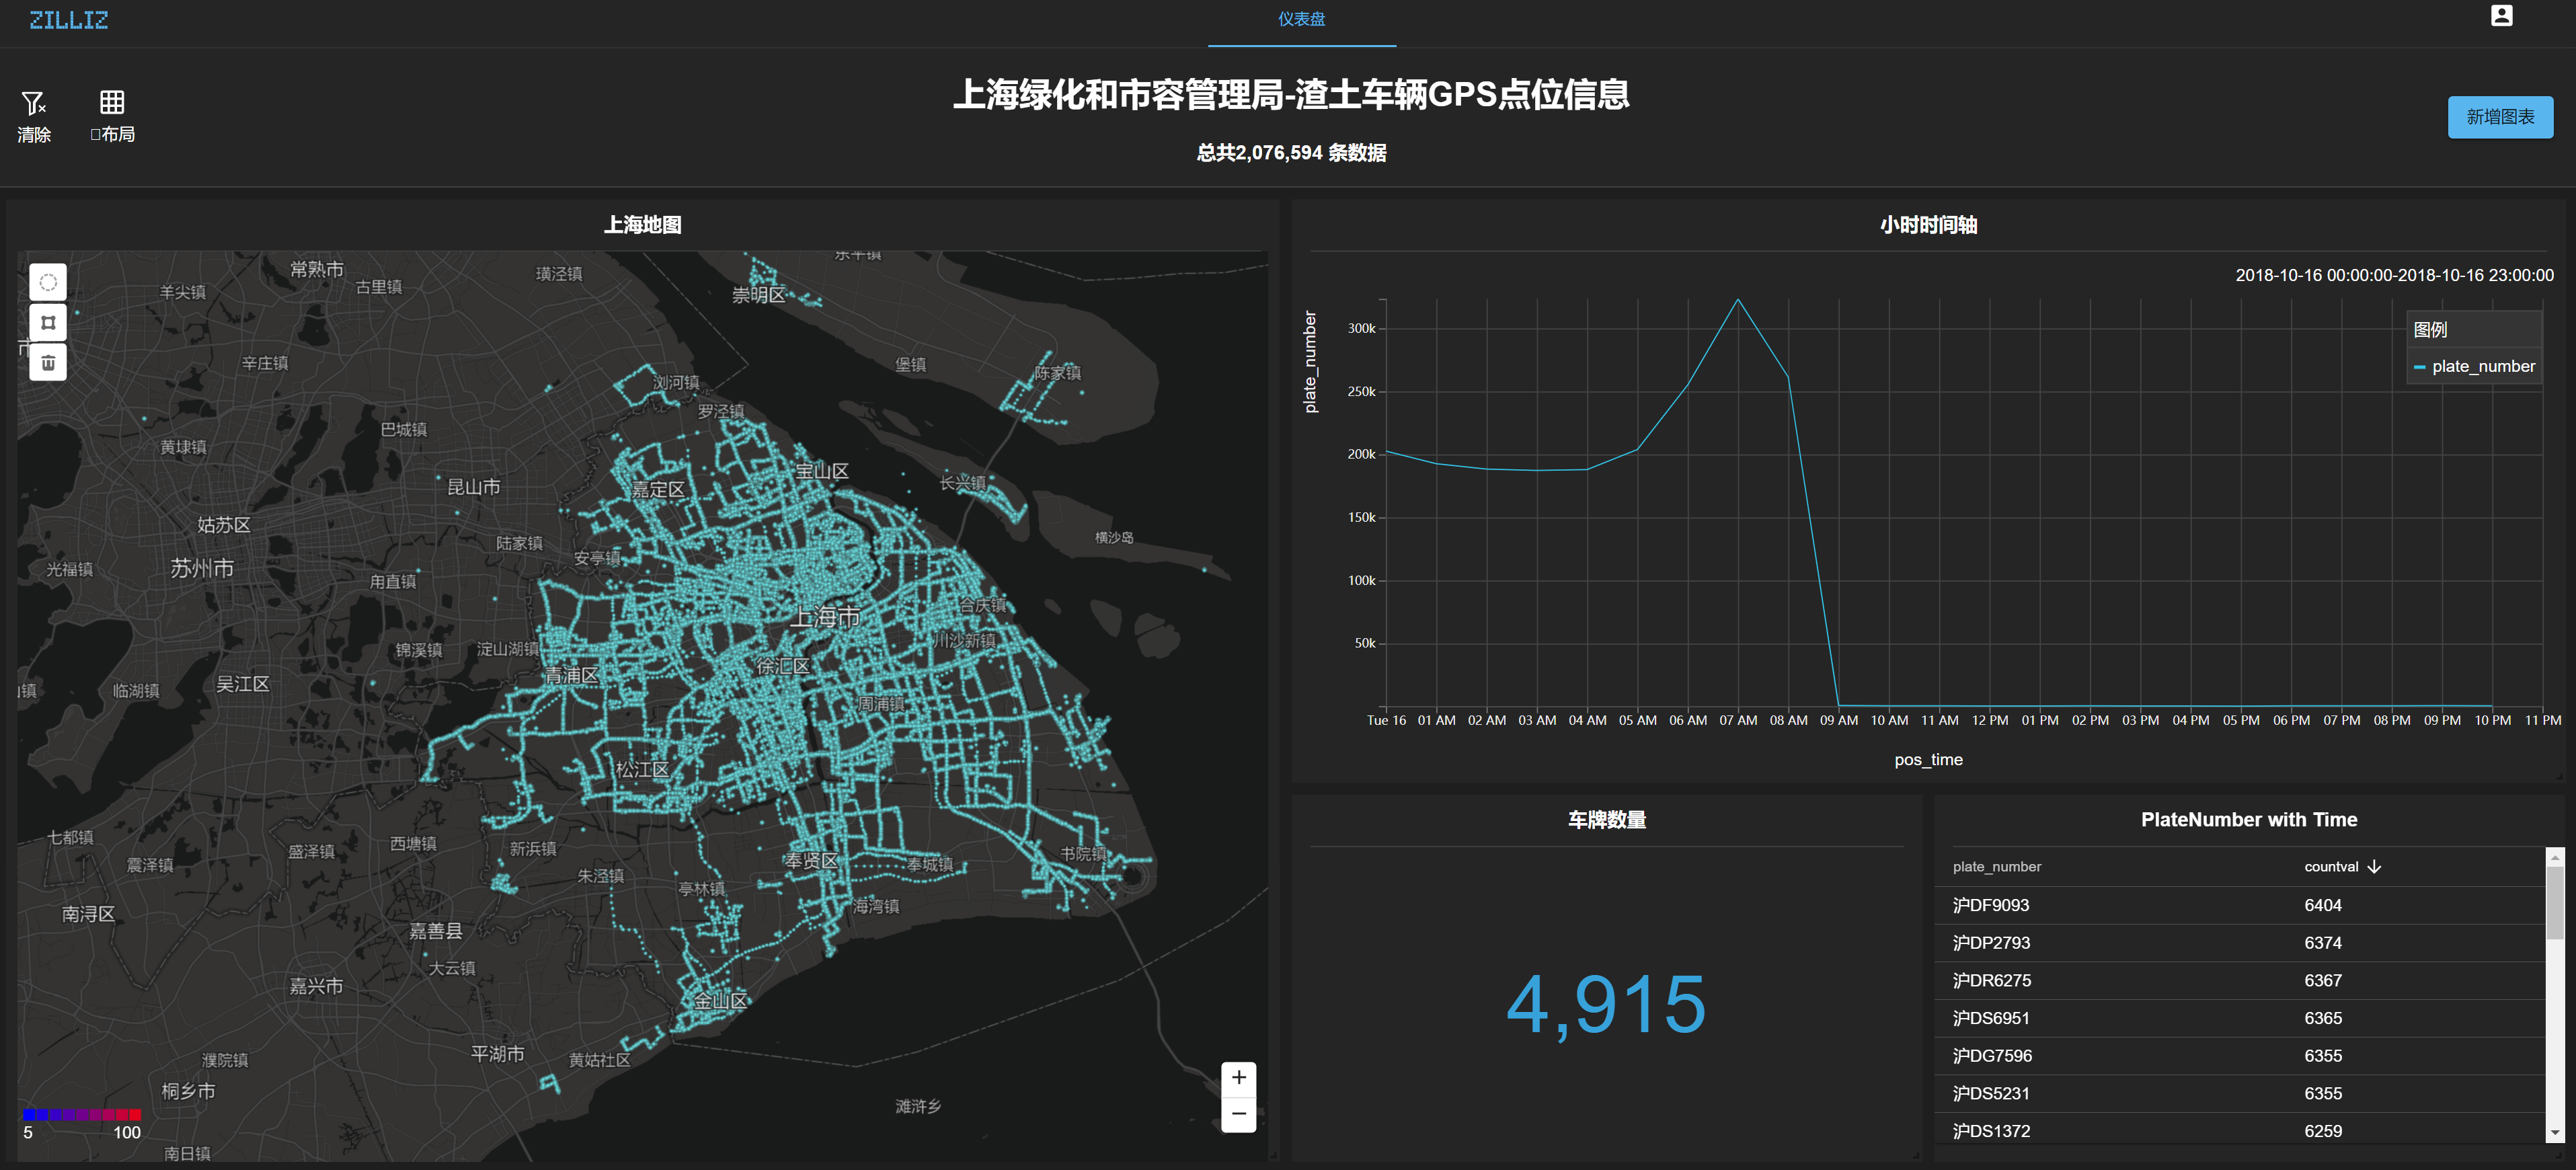 ZILLIZ
仪表盘
清除
布局
上海绿化和市容管理局-渣土车辆GPS点位信息
总共2,076,594 条数据
新增图表
上海地图
常熟市
古里镇
璜泾镇
东平镇
羊尖镇
崇明区
市
辛庄镇
浏河镇
堡镇
陈家镇
罗泾镇
巴城镇
黄埭镇
昆山市
嘉定区
宝山区
长兴镇
姑苏区
横沙岛
陆家镇
安亭镇
苏州市
光福镇
甪直镇
合庆镇
上海市
川沙新镇
锦溪镇
淀山湖镇
徐汇区
青浦区
吴江区
临湖镇
镇
周浦镇
松江区
七都镇
震泽镇
盛泽镇
西塘镇
新浜镇
奉贤区
奉城镇
书院镇
朱泾镇
亭林镇
海湾镇
南浔区
嘉善县
大云镇
嘉兴市
金山区
平湖市
黄姑社区
濮院镇
桐乡市
滩浒乡
南日镇
5
100
+
−
小时时间轴
2018-10-16 00:00:00-2018-10-16 23:00:00
图例
plate_number
plate_number
300k
250k
200k
150k
100k
50k
Tue 16 01 AM 02 AM 03 AM 04 AM 05 AM 06 AM 07 AM 08 AM 09 AM 10 AM 11 AM 12 PM 01 PM 02 PM 03 PM 04 PM 05 PM 06 PM 07 PM 08 PM 09 PM 10 PM 11 PM
pos_time
车牌数量
4,915
PlateNumber with Time
plate_number countval
沪DF9093 6404
沪DP2793 6374
沪DR6275 6367
沪DS6951 6365
沪DG7596 6355
沪DS5231 6355
沪DS1372 6259